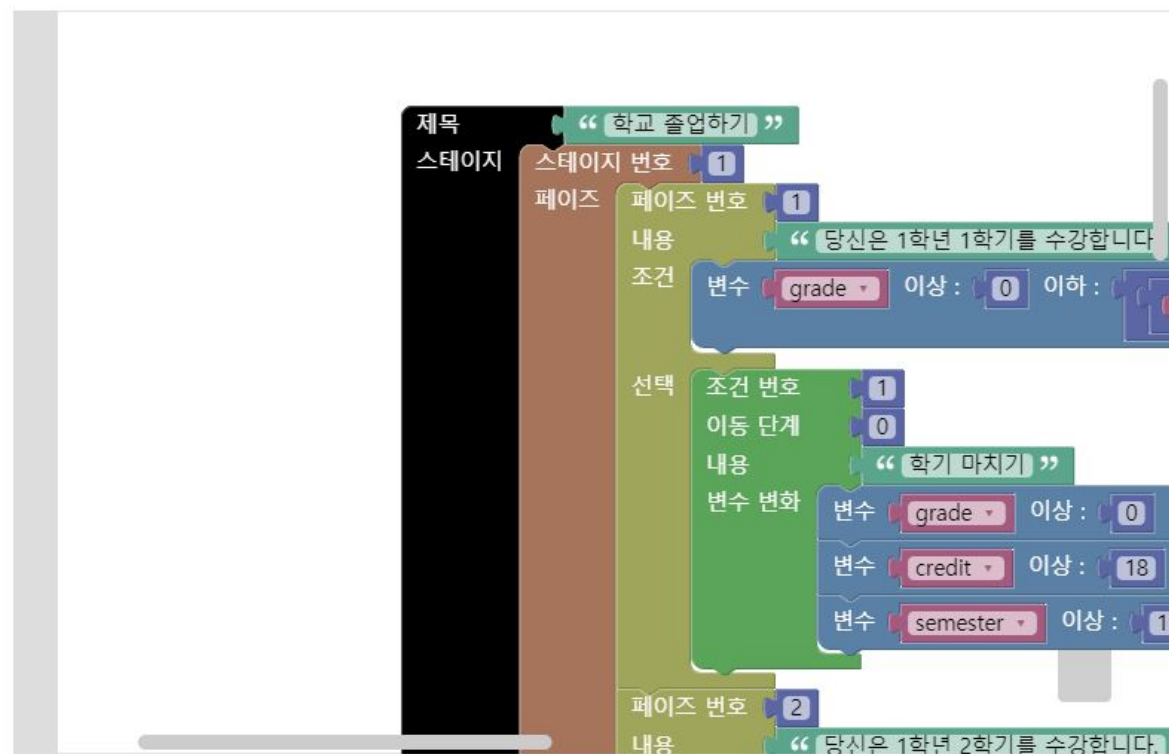 제목 “ 학교 졸업하기 ”
스테이지 스테이지 번호 1
페이즈 페이즈 번호 1
내용 “ 당신은 1학년 1학기를 수강합니다
조건 변수 grade 이상 : 0 이하 :
선택 조건 번호 1
이동 단계 0
내용 “ 학기 마치기 ”
변수 변화 변수 grade 이상 : 0
변수 credit 이상 : 18
변수 semester 이상 : 1
페이즈 번호 2
내용 “ 당신은 1학년 2학기를 수강합니다.